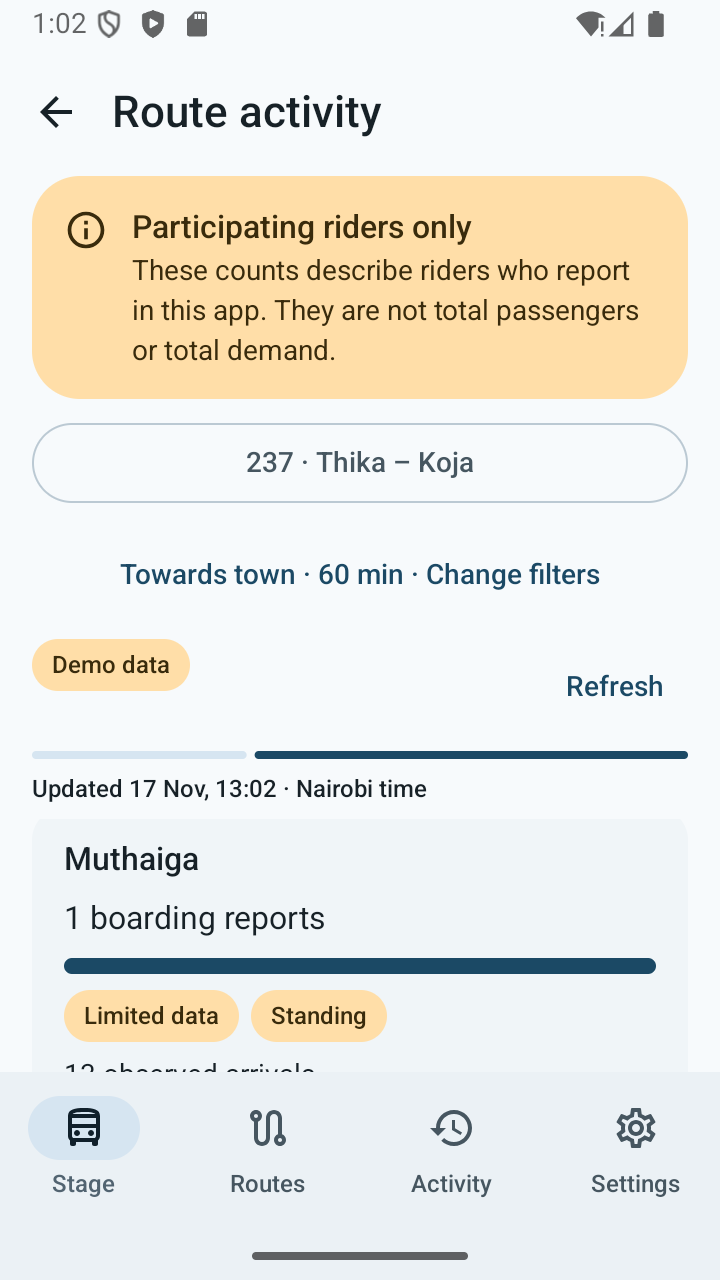 1:02
Route activity
Participating riders only
These counts describe riders who report
in this app. They are not total passengers
or total demand.
237 · Thika – Koja
Towards town · 60 min · Change filters
Demo data
Refresh
Updated 17 Nov, 13:02 · Nairobi time
Muthaiga
1 boarding reports
Limited data Standing
Stage Routes Activity Settings